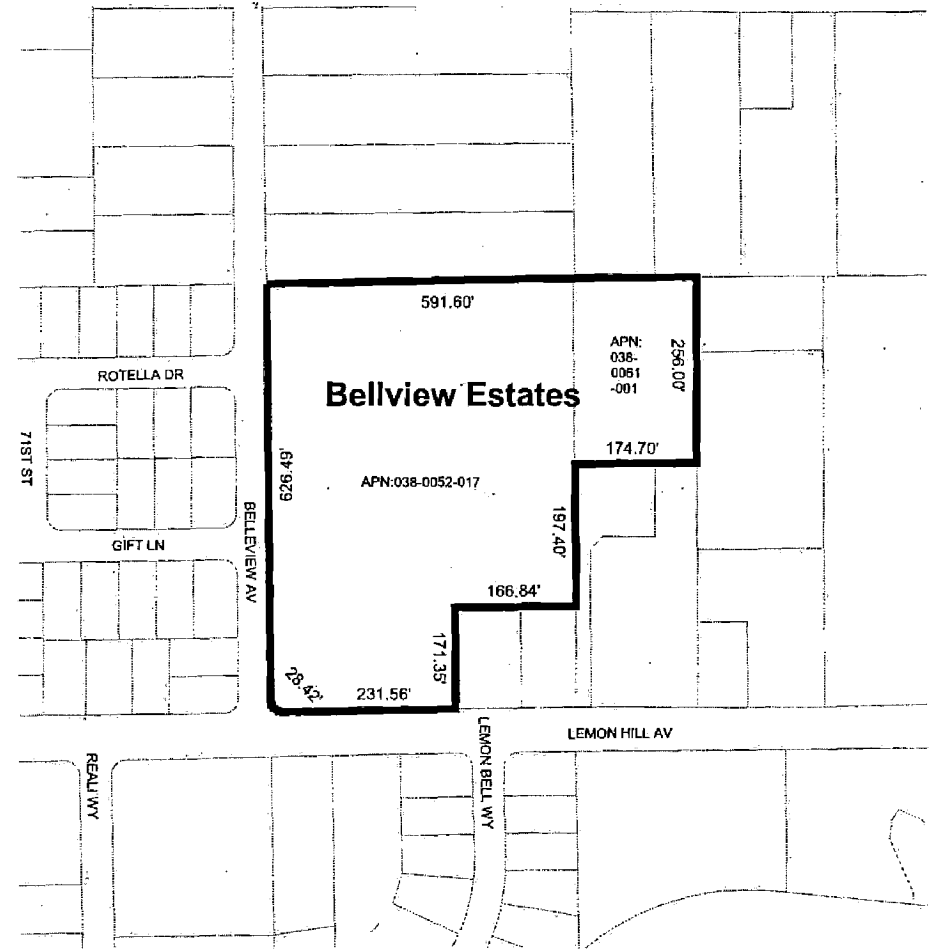 591.60'
APN:
038-
0061
-001
256.00'
ROTELLA DR
Bellview Estates
174.70'
71ST ST
626.49'
APN:038-0052-017
BELLEVIEW AV
197.40'
GIFT LN
166.84'
171.35'
28.42'
231.56'
LEMON HILL AV
LEMON BELL WY
REALI WY